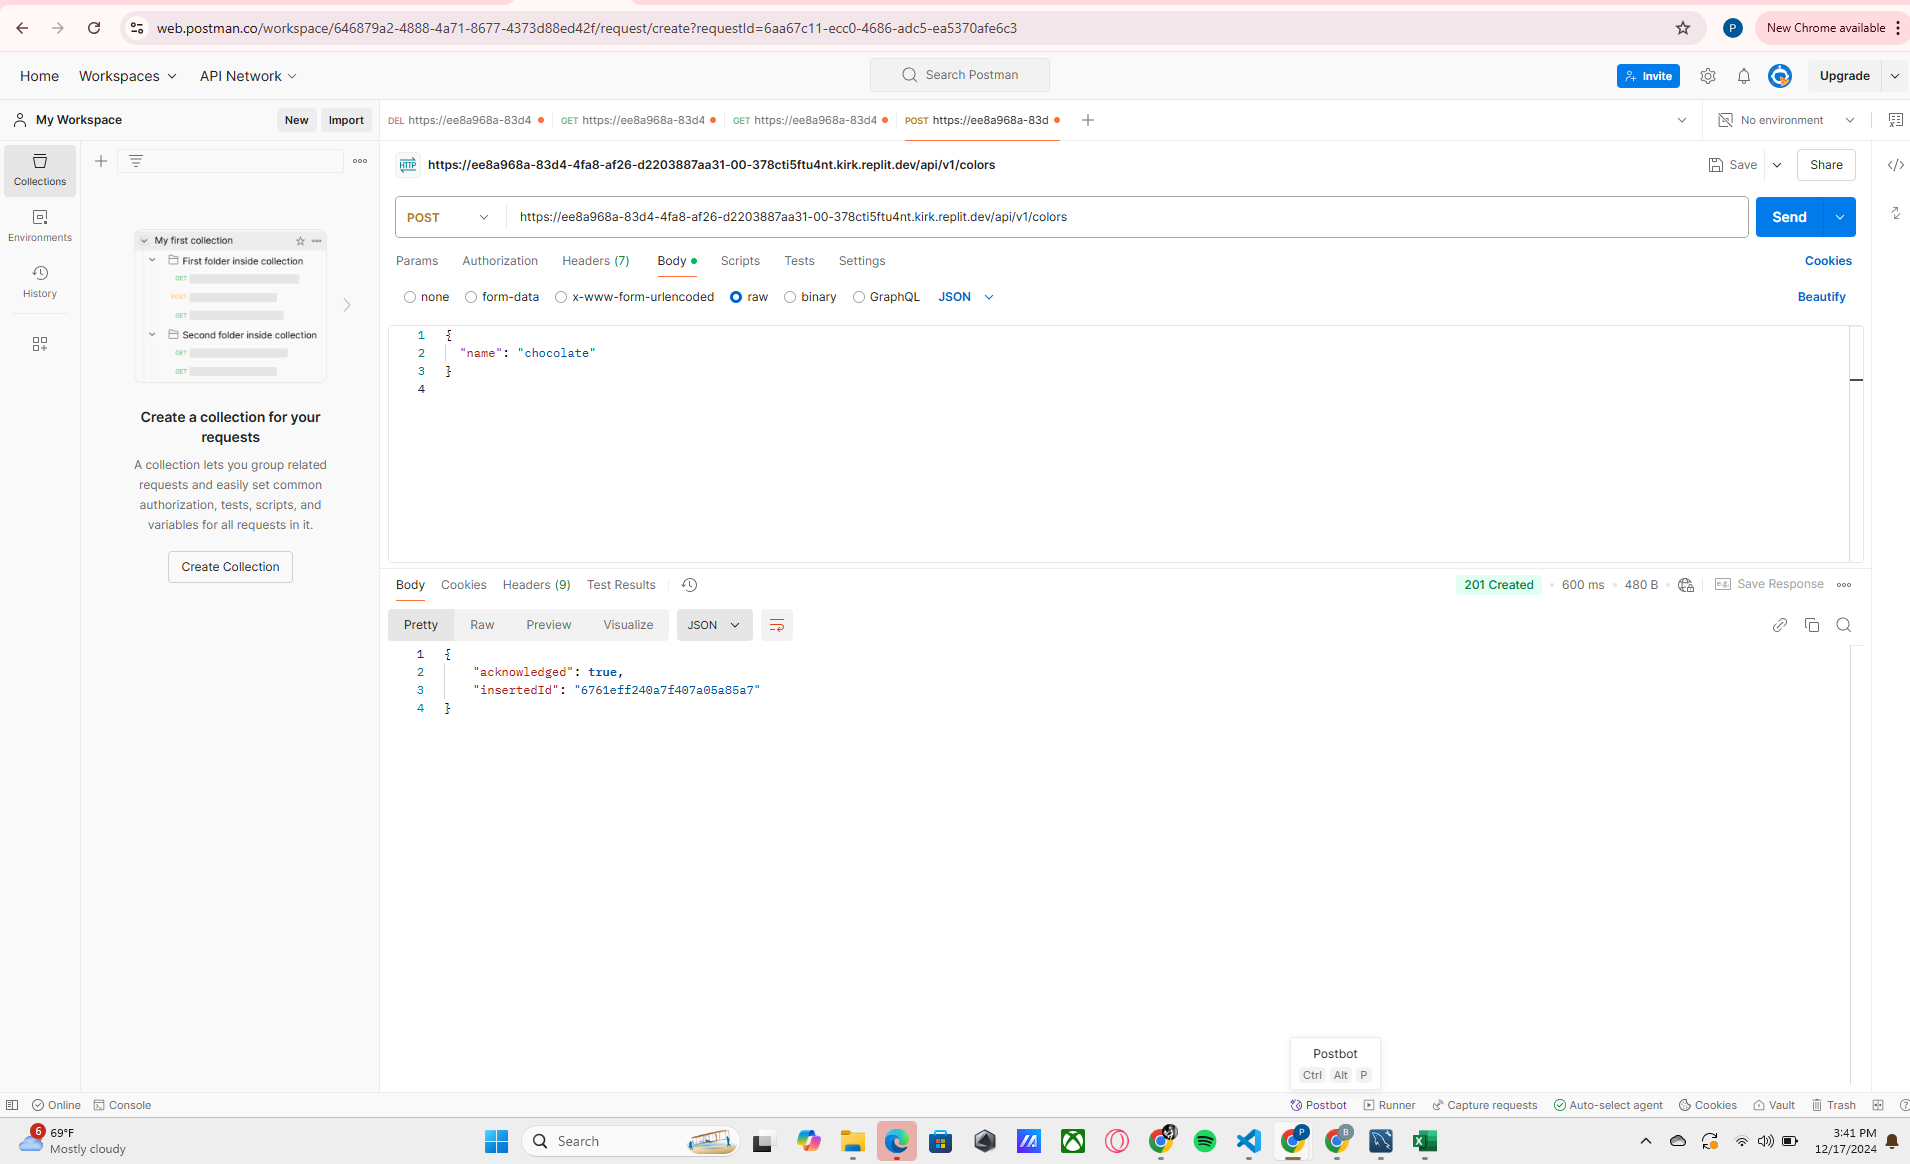 web.postman.co/workspace/646879a2-4888-4a71-8677-4373d88ed42f/request/create?requestId=6aa67c11-ecc0-4686-adc5-ea5370afe6c3
P
New Chrome available
Home Workspaces API Network
Search Postman
Invite
Upgrade
My Workspace New Import
DEL https://ee8a968a-83d4
GET https://ee8a968a-83d4
GET https://ee8a968a-83d4
POST https://ee8a968a-83d
No environment
Collections
Environments
History
My first collection
First folder inside collection
GET
POST
GET
Second folder inside collection
GET
GET
Create a collection for your
requests
A collection lets you group related
requests and easily set common
authorization, tests, scripts, and
variables for all requests in it.
Create Collection
HTTP https://ee8a968a-83d4-4fa8-af26-d2203887aa31-00-378cti5ftu4nt.kirk.replit.dev/api/v1/colors
Save Share
POST https://ee8a968a-83d4-4fa8-af26-d2203887aa31-00-378cti5ftu4nt.kirk.replit.dev/api/v1/colors
Send
Params Authorization Headers (7) Body Scripts Tests Settings Cookies
none form-data x-www-form-urlencoded raw binary GraphQL JSON Beautify
1 {
2 "name": "chocolate"
3 }
4
Body Cookies Headers (9) Test Results
201 Created 600 ms 480 B e.g. Save Response
Pretty Raw Preview Visualize JSON
1 {
2 "acknowledged": true,
3 "insertedId": "6761eff240a7f407a05a85a7"
4 }
Postbot
Ctrl Alt P
Online Console
Postbot Runner Capture requests Auto-select agent Cookies Vault Trash
6
69°F
Mostly cloudy
Search
P
B
3:41 PM
12/17/2024